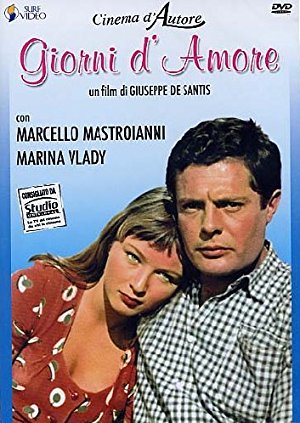 SURF
VIDEO
Cinema d'Autore
DVD
VIDEO
Giorni d'Amore
un film di GIUSEPPE DE SANTIS
con
MARCELLO MASTROIANNI
MARINA VLADY
CONSIGLIATO DA
Studio